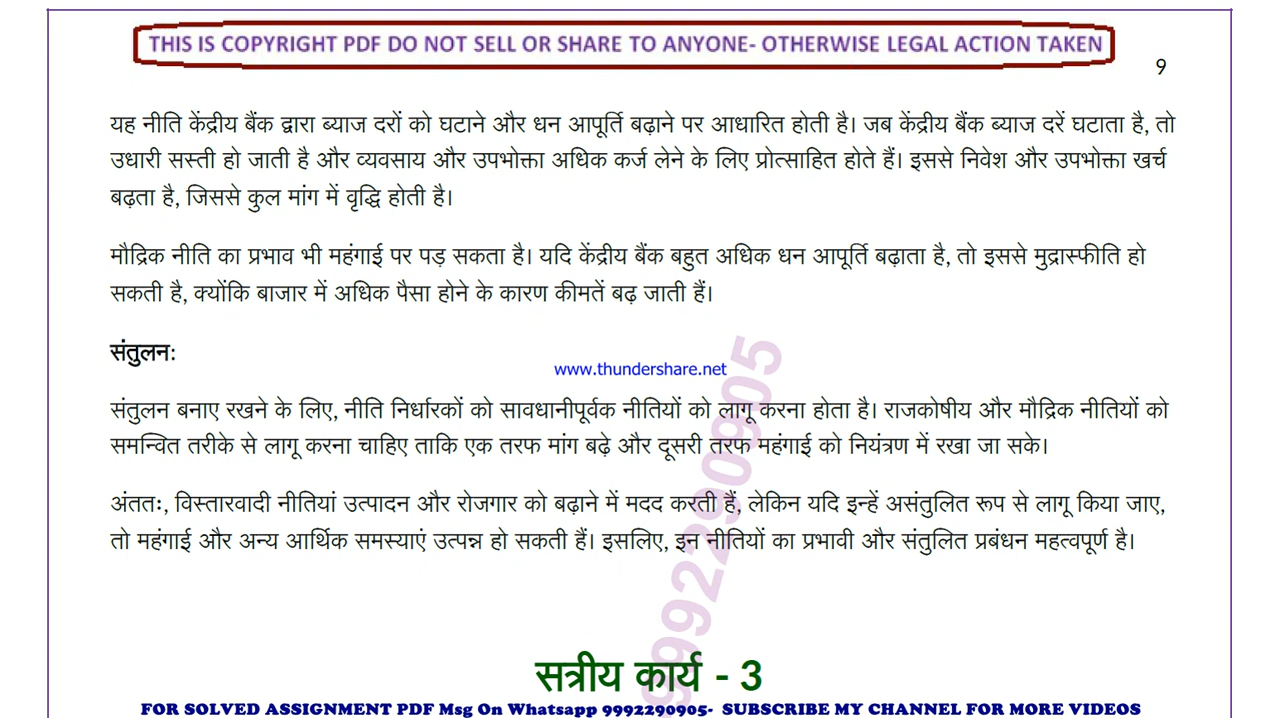 THIS IS COPYRIGHT PDF DO NOT SELL OR SHARE TO ANYONE- OTHERWISE LEGAL ACTION TAKEN
9
यह नीति केंद्रीय बैंक द्वारा ब्याज दरों को घटाने और धन आपूर्ति बढ़ाने पर आधारित होती है। जब केंद्रीय बैंक ब्याज दरें घटाता है, तो
उधारी सस्ती हो जाती है और व्यवसाय और उपभोक्ता अधिक कर्ज लेने के लिए प्रोत्साहित होते हैं। इससे निवेश और उपभोक्ता खर्च
बढ़ता है, जिससे कुल मांग में वृद्धि होती है।
मौद्रिक नीति का प्रभाव भी महंगाई पर पड़ सकता है। यदि केंद्रीय बैंक बहुत अधिक धन आपूर्ति बढ़ाता है, तो इससे मुद्रास्फीति हो
सकती है, क्योंकि बाजार में अधिक पैसा होने के कारण कीमतें बढ़ जाती हैं।
संतुलन:
www.thundershare.net
संतुलन बनाए रखने के लिए, नीति निर्धारकों को सावधानीपूर्वक नीतियों को लागू करना होता है। राजकोषीय और मौद्रिक नीतियों को
समन्वित तरीके से लागू करना चाहिए ताकि एक तरफ मांग बढ़े और दूसरी तरफ महंगाई को नियंत्रण में रखा जा सके।
अंततः, विस्तारवादी नीतियां उत्पादन और रोजगार को बढ़ाने में मदद करती हैं, लेकिन यदि इन्हें असंतुलित रूप से लागू किया जाए,
तो महंगाई और अन्य आर्थिक समस्याएं उत्पन्न हो सकती हैं। इसलिए, इन नीतियों का प्रभावी और संतुलित प्रबंधन महत्वपूर्ण है।
9992290905
सत्रीय कार्य - 3
FOR SOLVED ASSIGNMENT PDF Msg On Whatsapp 9992290905- SUBSCRIBE MY CHANNEL FOR MORE VIDEOS